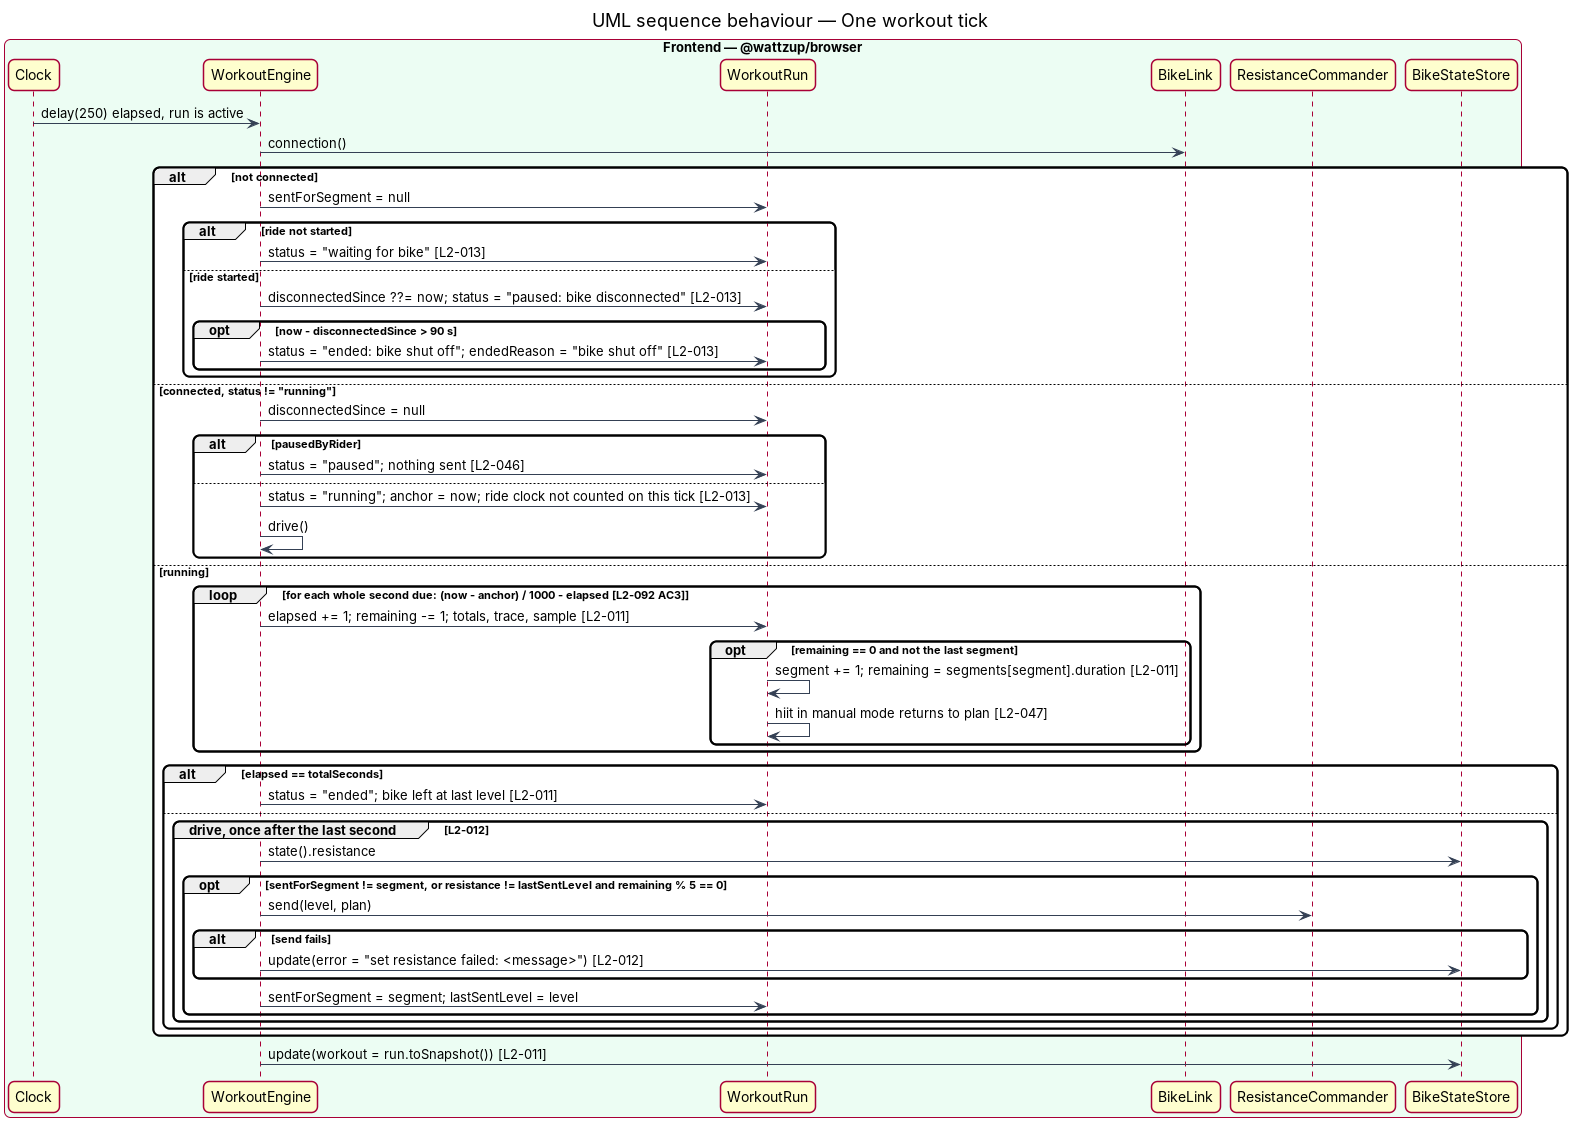 UML sequence behaviour — One workout tick
Frontend — @wattzup/browser
Clock
WorkoutEngine
WorkoutRun
BikeLink
ResistanceCommander
BikeStateStore
delay(250) elapsed, run is active
connection()
alt [not connected]
sentForSegment = null
alt [ride not started]
status = "waiting for bike" [L2-013]
[ride started]
disconnectedSince ??= now; status = "paused: bike disconnected" [L2-013]
opt [now - disconnectedSince > 90 s]
status = "ended: bike shut off"; endedReason = "bike shut off" [L2-013]
[connected, status != "running"]
disconnectedSince = null
alt [pausedByRider]
status = "paused"; nothing sent [L2-046]
status = "running"; anchor = now; ride clock not counted on this tick [L2-013]
drive()
[running]
loop [for each whole second due: (now - anchor) / 1000 - elapsed [L2-092 AC3]]
elapsed += 1; remaining -= 1; totals, trace, sample [L2-011]
opt [remaining == 0 and not the last segment]
segment += 1; remaining = segments[segment].duration [L2-011]
hiit in manual mode returns to plan [L2-047]
alt [elapsed == totalSeconds]
status = "ended"; bike left at last level [L2-011]
drive, once after the last second [L2-012]
state().resistance
opt [sentForSegment != segment, or resistance != lastSentLevel and remaining % 5 == 0]
send(level, plan)
alt [send fails]
update(error = "set resistance failed: <message>") [L2-012]
sentForSegment = segment; lastSentLevel = level
update(workout = run.toSnapshot()) [L2-011]
Clock
WorkoutEngine
WorkoutRun
BikeLink
ResistanceCommander
BikeStateStore